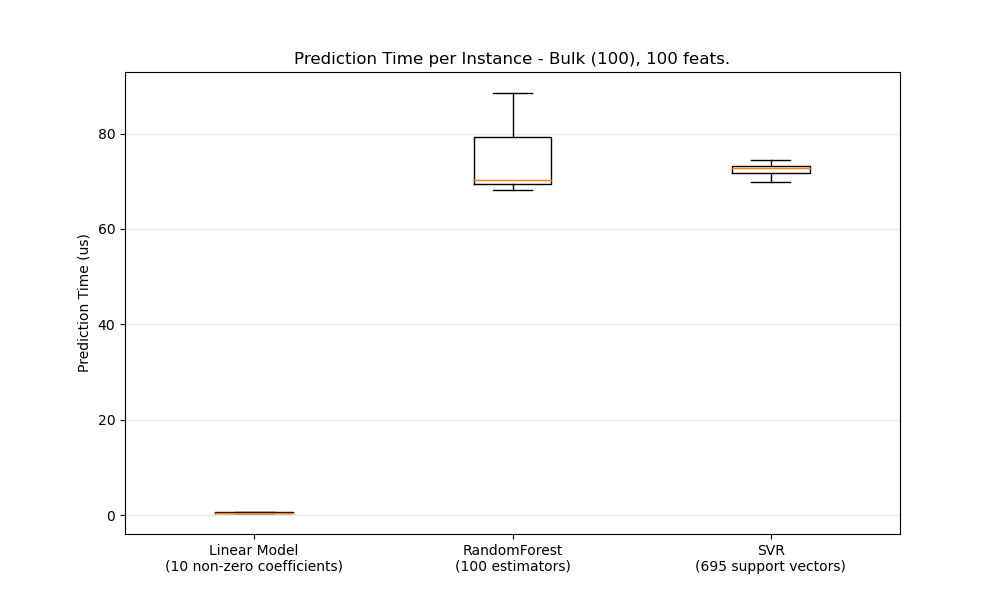 Prediction Time per Instance - Bulk (100), 100 feats.
Prediction Time (us)
80
60
40
20
0
Linear Model
(10 non-zero coefficients)
RandomForest
(100 estimators)
SVR
(695 support vectors)